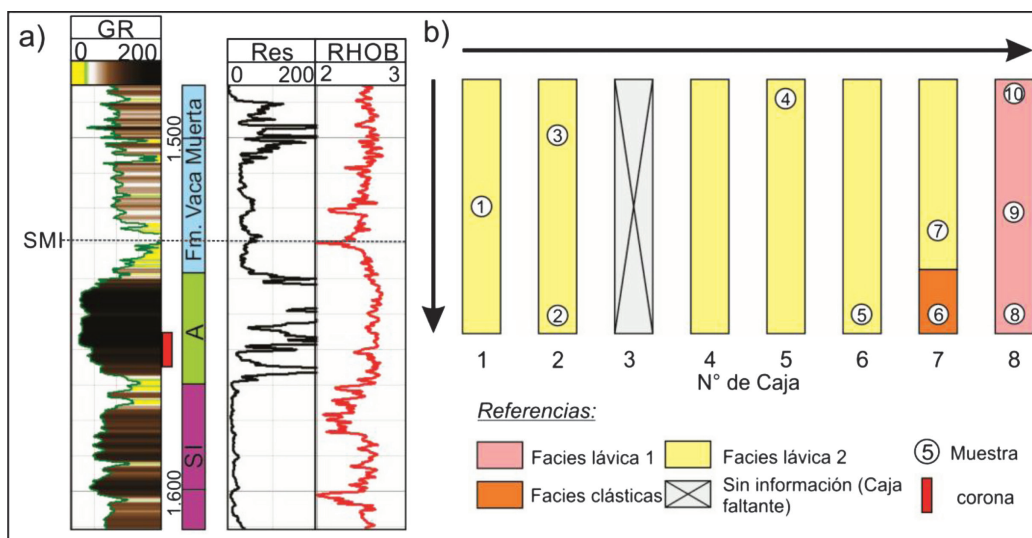 a)
GR
0 200
Res
0 200
RHOB
2 3
1.500
Fm. Vaca Muerta
SMI
A
SI
1.600
b)
10
4
3
1
9
7
2
5
6
8
1 2 3 4 5 6 7 8
N° de Caja
Referencias:
Facies lávica 1
Facies lávica 2
5 Muestra
Facies clásticas
Sin información (Caja
faltante)
corona